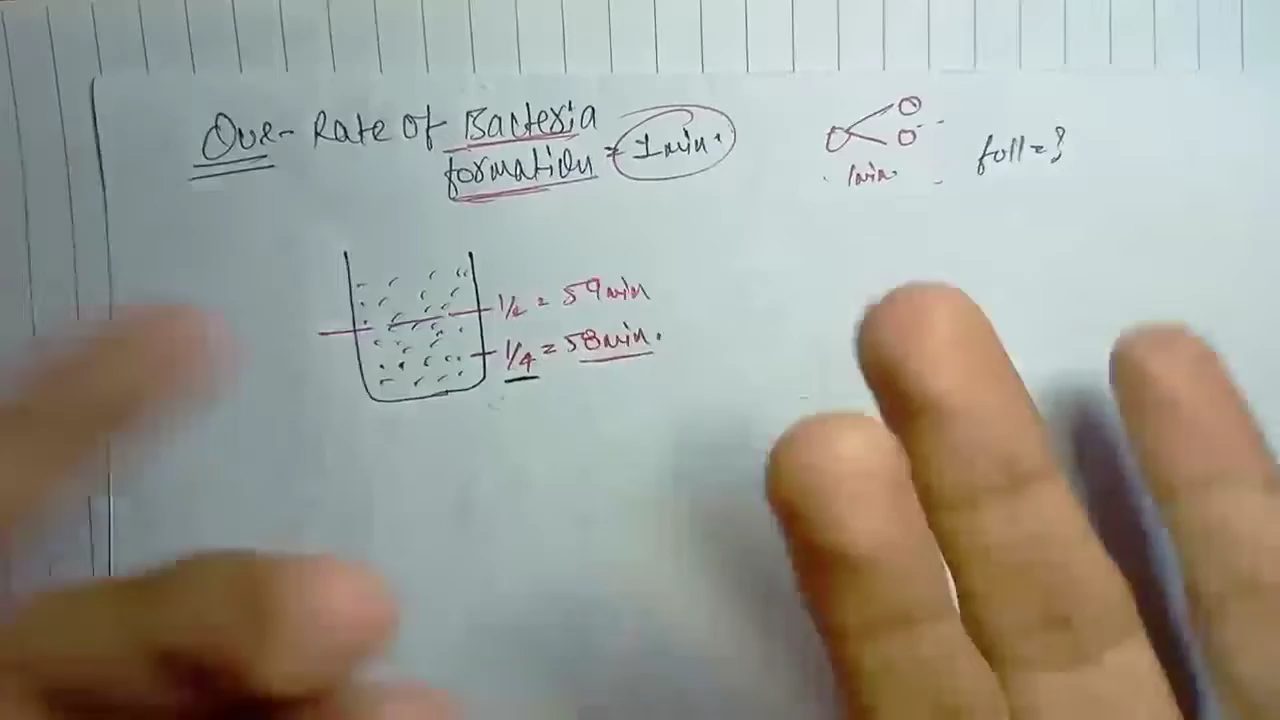 Que- Rate Of Bacteria
formation = 1min.
1min.
full = ?
1/2 = 59min
1/4 = 58min.